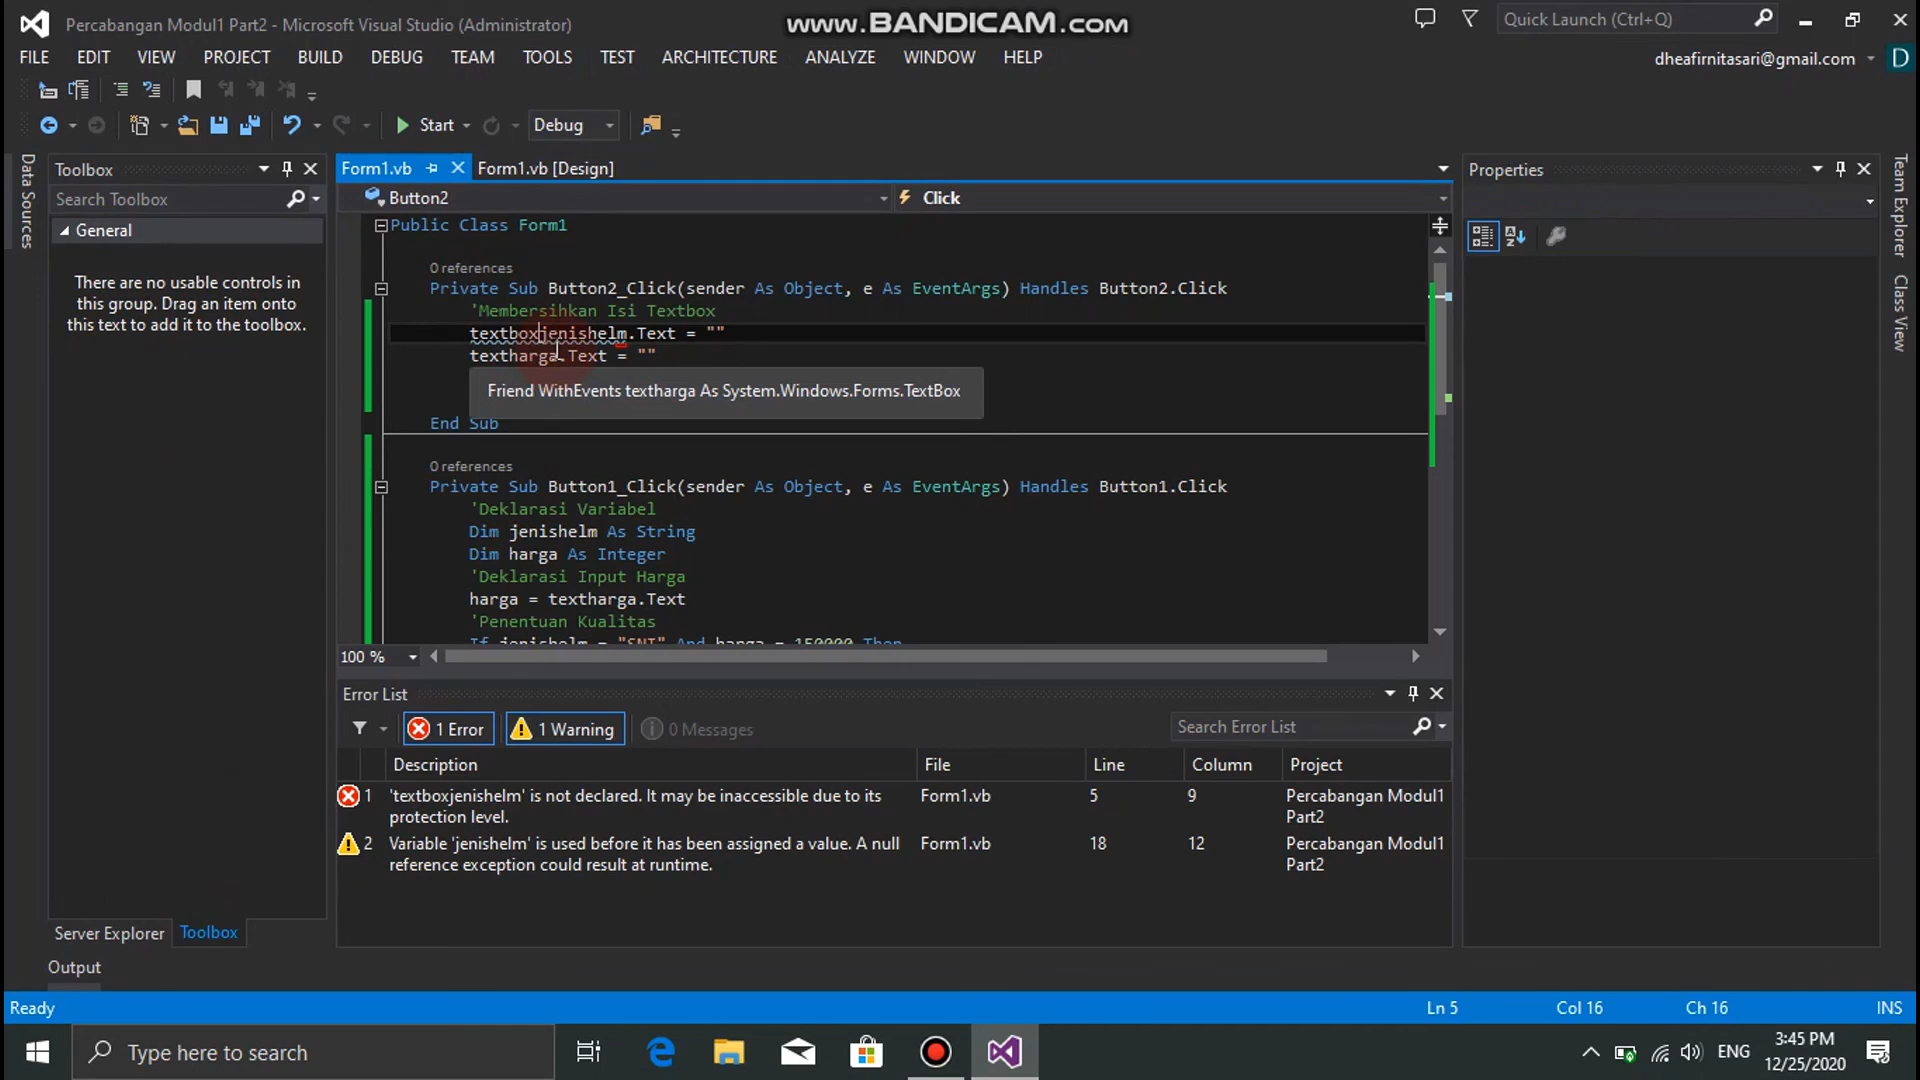 Percabangan Modul1 Part2 - Microsoft Visual Studio (Administrator)
www.BANDICAM.com
Quick Launch (Ctrl+Q)
FILE EDIT VIEW PROJECT BUILD DEBUG TEAM TOOLS TEST ARCHITECTURE ANALYZE WINDOW HELP
dheafirnitasari@gmail.com D
Start Debug
Data Sources
Toolbox
Search Toolbox
General
There are no usable controls in
this group. Drag an item onto
this text to add it to the toolbox.
Server Explorer Toolbox
Form1.vb Form1.vb [Design]
Button2 Click
Public Class Form1
0 references
Private Sub Button2_Click(sender As Object, e As EventArgs) Handles Button2.Click
'Membersihkan Isi Textbox
textboxjenishelm.Text = ""
textharga.Text = ""
Friend WithEvents textharga As System.Windows.Forms.TextBox
End Sub
0 references
Private Sub Button1_Click(sender As Object, e As EventArgs) Handles Button1.Click
'Deklarasi Variabel
Dim jenishelm As String
Dim harga As Integer
'Deklarasi Input Harga
harga = textharga.Text
'Penentuan Kualitas
If jenishelm = "SNI" And harga = 150000 Then
100 %
Properties
Team Explorer
Class View
Error List
1 Error 1 Warning 0 Messages
Search Error List
Description File Line Column Project
1 'textboxjenishelm' is not declared. It may be inaccessible due to its protection level. Form1.vb 5 9 Percabangan Modul1 Part2
2 Variable 'jenishelm' is used before it has been assigned a value. A null reference exception could result at runtime. Form1.vb 18 12 Percabangan Modul1 Part2
Output
Ready Ln 5 Col 16 Ch 16 INS
Type here to search
ENG
3:45 PM
12/25/2020